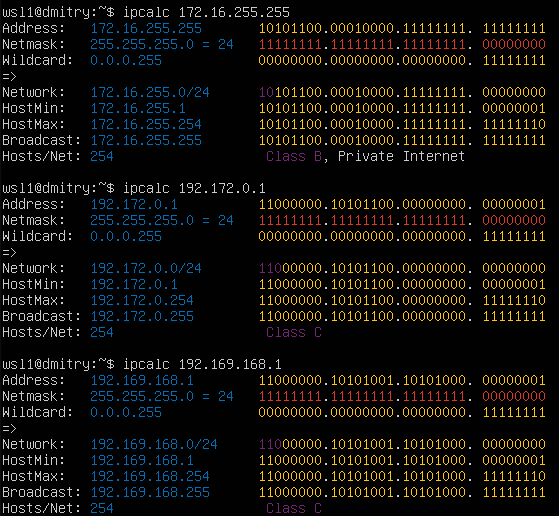 wsl1@dmitry:~$ ipcalc 172.16.255.255
Address:   172.16.255.255       10101100.00010000.11111111. 11111111
Netmask:   255.255.255.0 = 24   11111111.11111111.11111111. 00000000
Wildcard:  0.0.0.255            00000000.00000000.00000000. 11111111
=>
Network:   172.16.255.0/24      10101100.00010000.11111111. 00000000
HostMin:   172.16.255.1         10101100.00010000.11111111. 00000001
HostMax:   172.16.255.254       10101100.00010000.11111111. 11111110
Broadcast: 172.16.255.255       10101100.00010000.11111111. 11111111
Hosts/Net: 254                   Class B, Private Internet
wsl1@dmitry:~$ ipcalc 192.172.0.1
Address:   192.172.0.1          11000000.10101100.00000000. 00000001
Netmask:   255.255.255.0 = 24   11111111.11111111.11111111. 00000000
Wildcard:  0.0.0.255            00000000.00000000.00000000. 11111111
=>
Network:   192.172.0.0/24       11000000.10101100.00000000. 00000000
HostMin:   192.172.0.1          11000000.10101100.00000000. 00000001
HostMax:   192.172.0.254        11000000.10101100.00000000. 11111110
Broadcast: 192.172.0.255        11000000.10101100.00000000. 11111111
Hosts/Net: 254                   Class C
wsl1@dmitry:~$ ipcalc 192.169.168.1
Address:   192.169.168.1        11000000.10101001.10101000. 00000001
Netmask:   255.255.255.0 = 24   11111111.11111111.11111111. 00000000
Wildcard:  0.0.0.255            00000000.00000000.00000000. 11111111
=>
Network:   192.169.168.0/24     11000000.10101001.10101000. 00000000
HostMin:   192.169.168.1        11000000.10101001.10101000. 00000001
HostMax:   192.169.168.254      11000000.10101001.10101000. 11111110
Broadcast: 192.169.168.255      11000000.10101001.10101000. 11111111
Hosts/Net: 254                   Class C